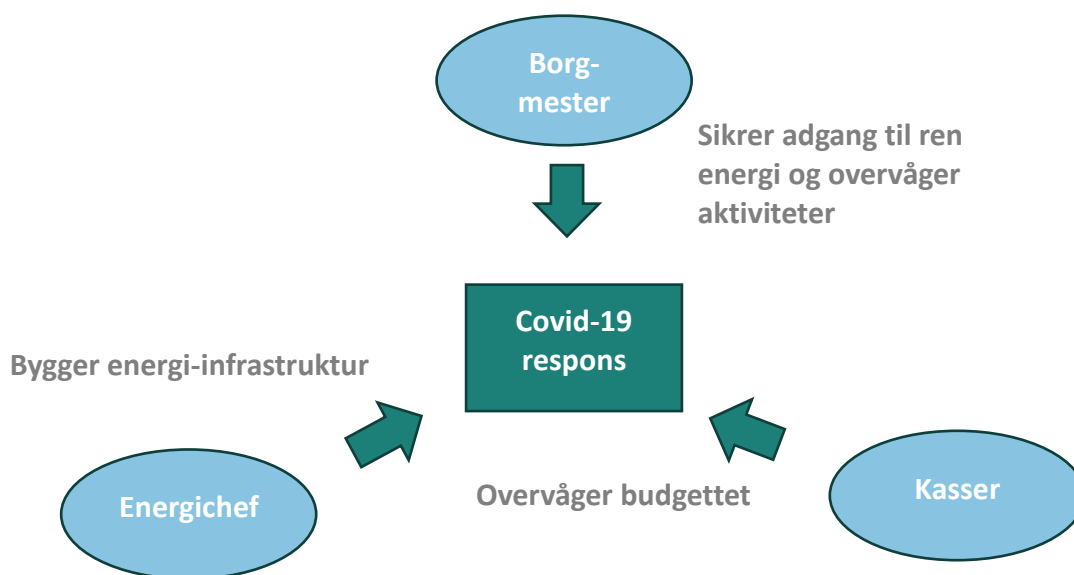 Borg-
mester
Sikrer adgang til ren
energi og overvåger
aktiviteter
Covid-19
respons
Bygger energi-infrastruktur
Energichef
Overvåger budgettet
Kasser